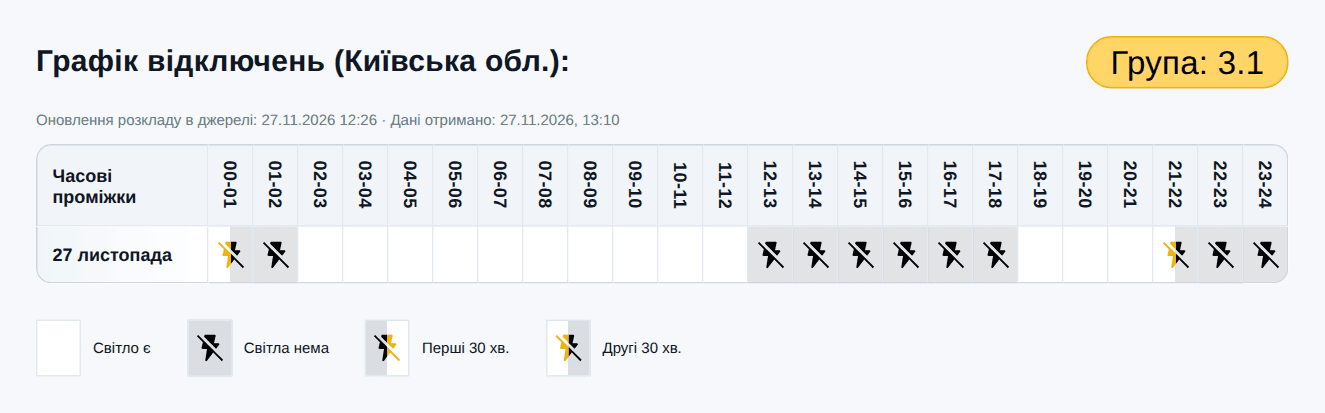 Графік відключень (Київська обл.):
Група: 3.1
Оновлення розкладу в джерелі: 27.11.2026 12:26 · Дані отримано: 27.11.2026, 13:10
Часові
проміжки
00-01
01-02
02-03
03-04
04-05
05-06
06-07
07-08
08-09
09-10
10-11
11-12
12-13
13-14
14-15
15-16
16-17
17-18
18-19
19-20
20-21
21-22
22-23
23-24
27 листопада
Світло є
Світла нема
Перші 30 хв.
Другі 30 хв.